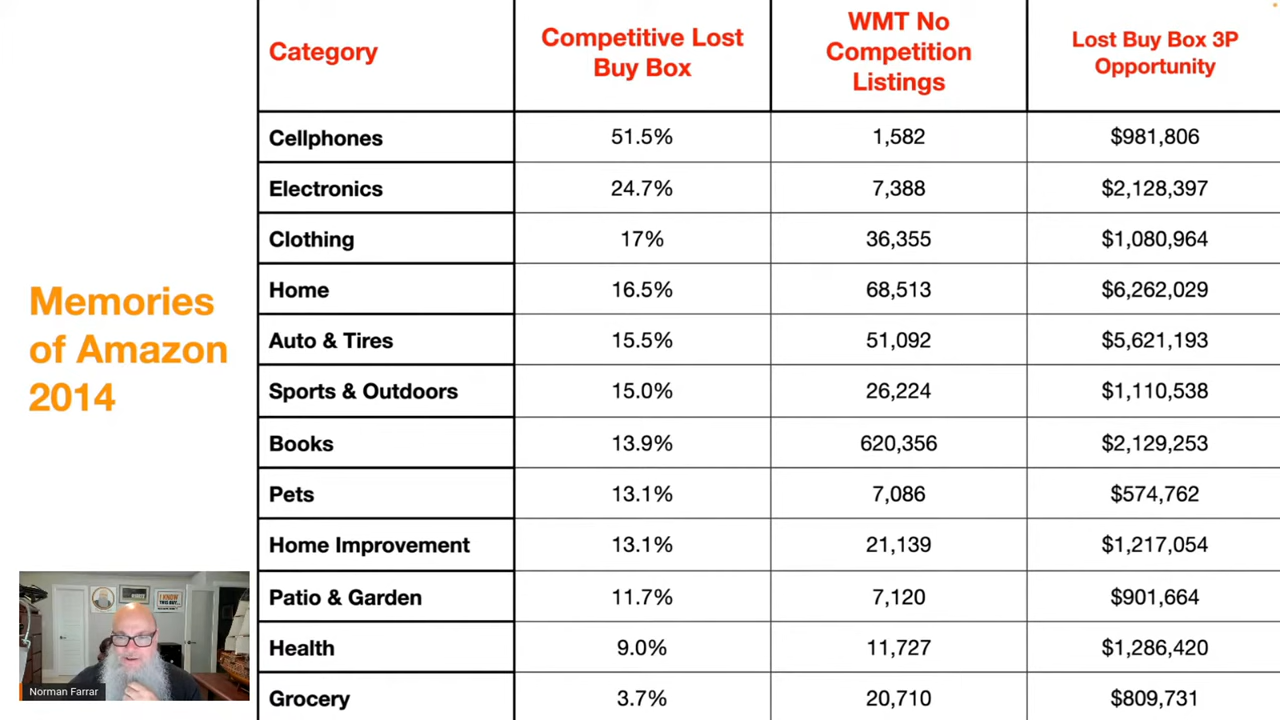 Category
Competitive Lost
Buy Box
WMT No
Competition
Listings
Lost Buy Box 3P
Opportunity
Cellphones 51.5% 1,582 $981,806
Electronics 24.7% 7,388 $2,128,397
Clothing 17% 36,355 $1,080,964
Home 16.5% 68,513 $6,262,029
Auto & Tires 15.5% 51,092 $5,621,193
Sports & Outdoors 15.0% 26,224 $1,110,538
Books 13.9% 620,356 $2,129,253
Pets 13.1% 7,086 $574,762
Home Improvement 13.1% 21,139 $1,217,054
Patio & Garden 11.7% 7,120 $901,664
Health 9.0% 11,727 $1,286,420
Grocery 3.7% 20,710 $809,731
Memories
of Amazon
2014
I KNOW
THIS GUY...
Norman Farrar